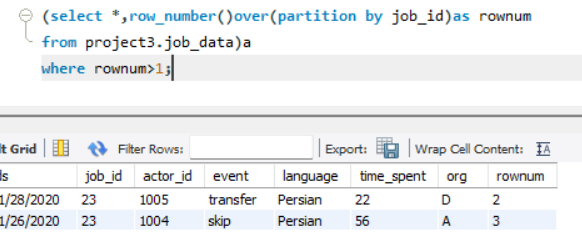 (select *,row_number()over(partition by job_id)as rownum
from project3.job_data)a
where rownum>1;
lt Grid Filter Rows: Export: Wrap Cell Content:
ds job_id actor_id event language time_spent org rownum
1/28/2020 23 1005 transfer Persian 22 D 2
1/26/2020 23 1004 skip Persian 56 A 3